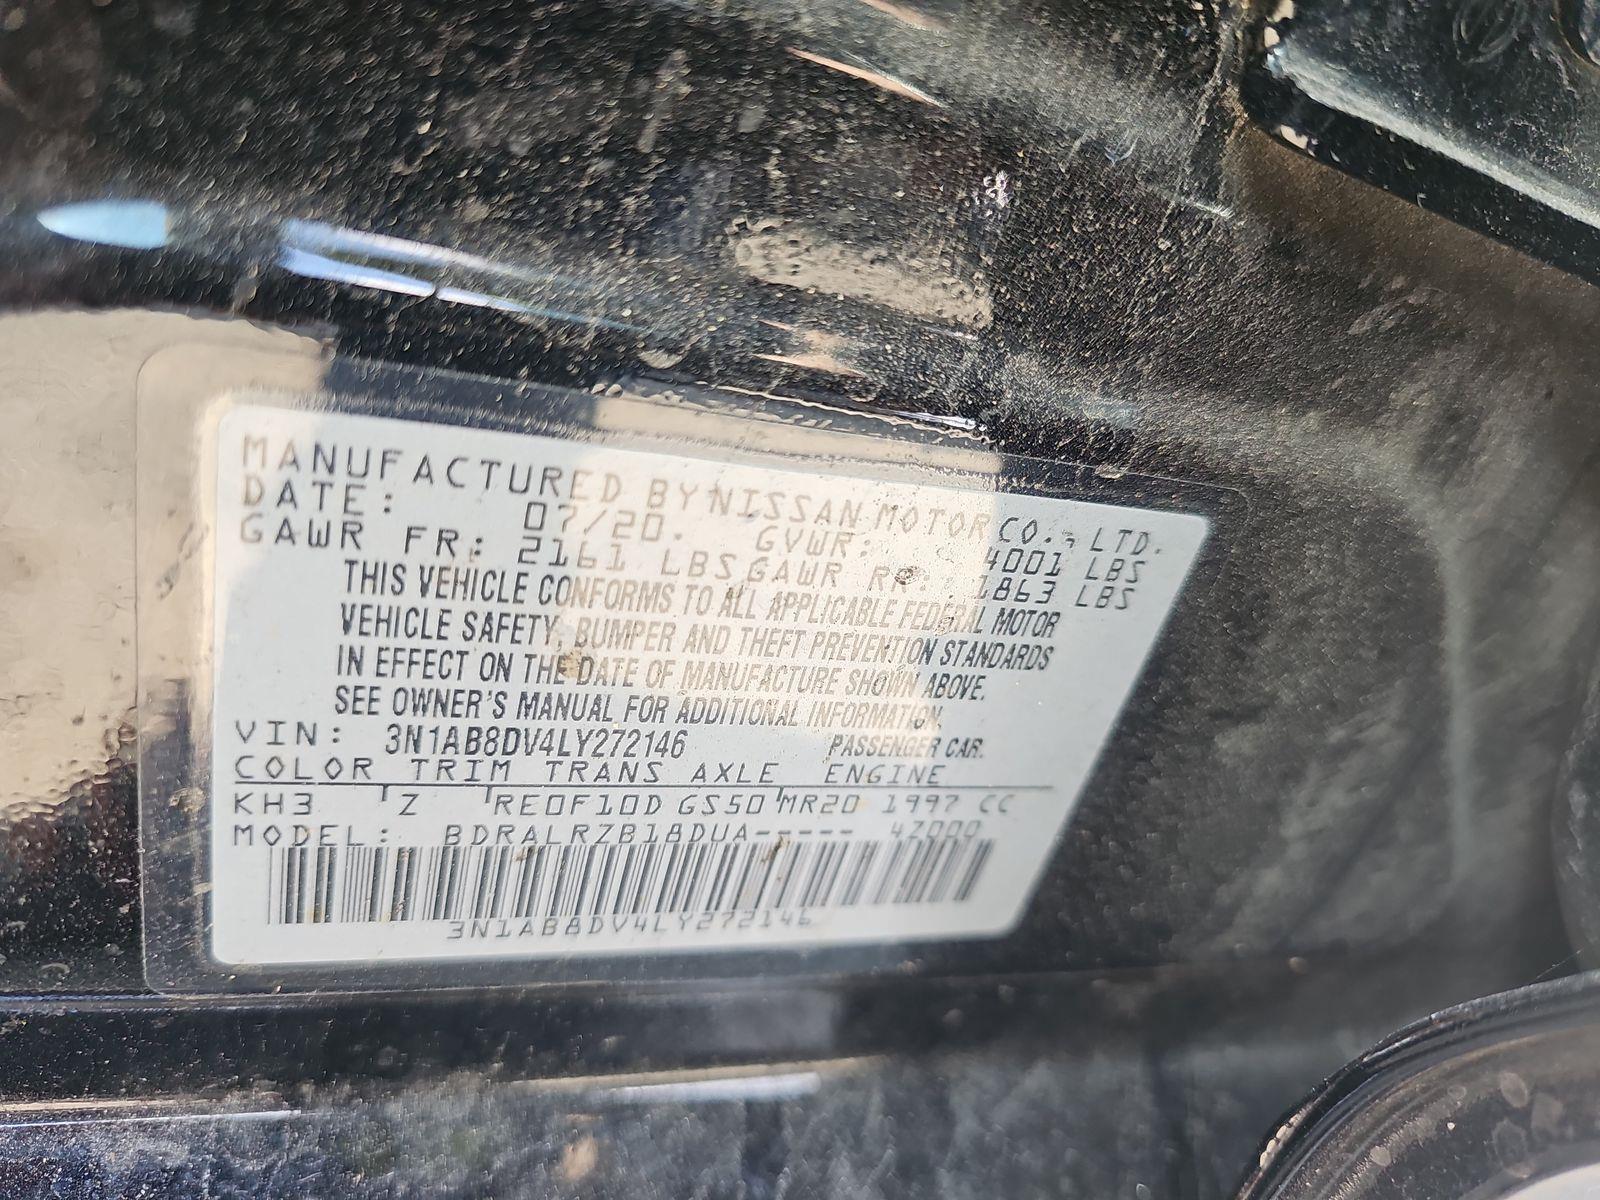 MANUFACTURED BY NISSAN MOTOR CO., LTD.
DATE: 07/20. GVWR: 4001 LBS
GAWR FR: 2161 LBS GAWR RR: 1863 LBS
THIS VEHICLE CONFORMS TO ALL APPLICABLE FEDERAL MOTOR
VEHICLE SAFETY, BUMPER AND THEFT PREVENTION STANDARDS
IN EFFECT ON THE DATE OF MANUFACTURE SHOWN ABOVE.
SEE OWNER'S MANUAL FOR ADDITIONAL INFORMATION.
VIN: 3N1AB8DV4LY272146 PASSENGER CAR.
COLOR TRIM TRANS AXLE ENGINE
KH3 Z RE0F10D GS50 MR20 1997 CC
MODEL: BDRALRZB18DUA----- 47000
3N1AB8DV4LY272146